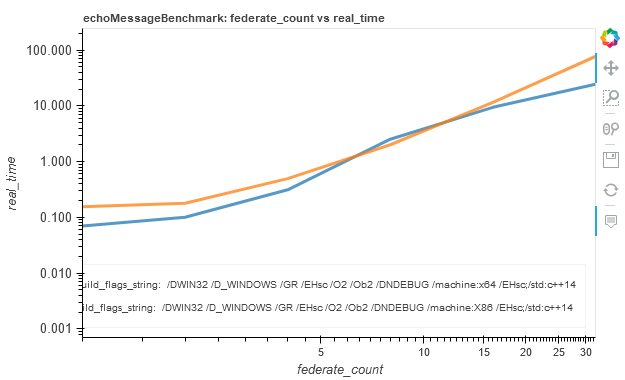 echoMessageBenchmark: federate_count vs real_time
100.000
10.000
1.000
0.100
0.010
0.001
real_time
uild_flags_string: /DWIN32 /D_WINDOWS /GR /EHsc /O2 /Ob2 /DNDEBUG /machine:x64 /EHsc;/std:c++14
ild_flags_string: /DWIN32 /D_WINDOWS /GR /EHsc /O2 /Ob2 /DNDEBUG /machine:X86 /EHsc;/std:c++14
5 10 15 20 25 30
federate_count